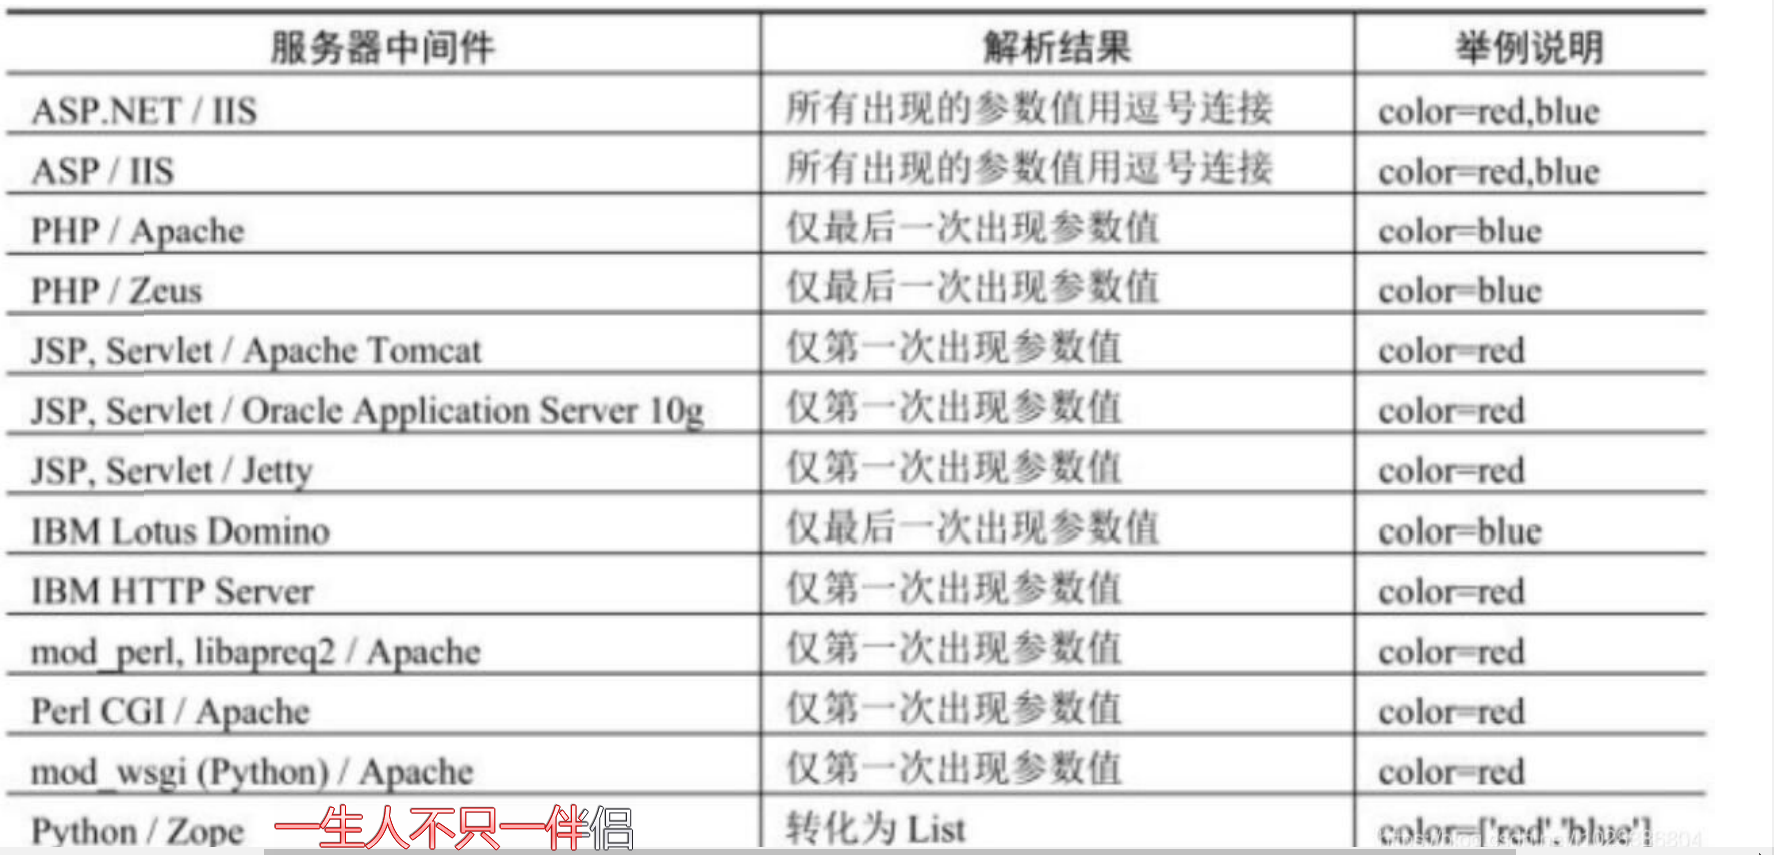 服务器中间件 解析结果 举例说明
ASP.NET / IIS 所有出现的参数值用逗号连接 color=red,blue
ASP / IIS 所有出现的参数值用逗号连接 color=red,blue
PHP / Apache 仅最后一次出现参数值 color=blue
PHP / Zeus 仅最后一次出现参数值 color=blue
JSP, Servlet / Apache Tomcat 仅第一次出现参数值 color=red
JSP, Servlet / Oracle Application Server 10g 仅第一次出现参数值 color=red
JSP, Servlet / Jetty 仅第一次出现参数值 color=red
IBM Lotus Domino 仅最后一次出现参数值 color=blue
IBM HTTP Server 仅第一次出现参数值 color=red
mod_perl, libapreq2 / Apache 仅第一次出现参数值 color=red
Perl CGI / Apache 仅第一次出现参数值 color=red
mod_wsgi (Python) / Apache 仅第一次出现参数值 color=red
Python / Zope 转化为 List color=['red','blue']
一生人不只一伴侣